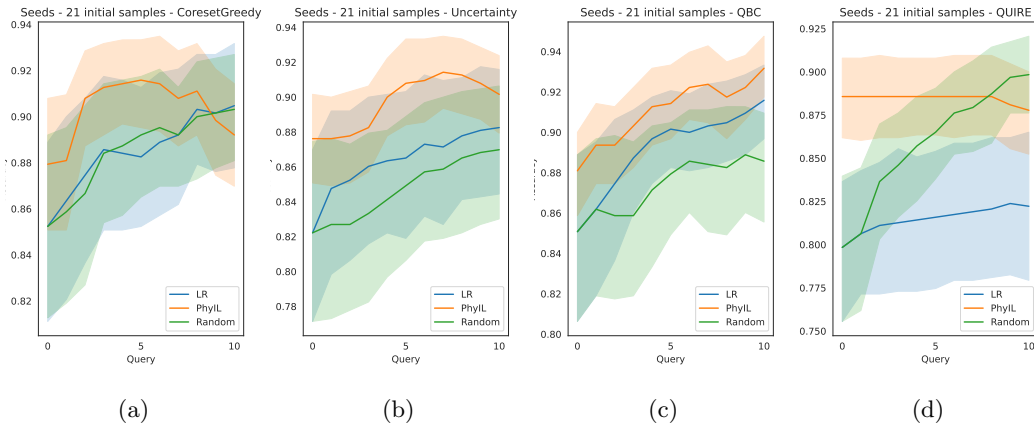 Seeds - 21 initial samples - CoresetGreedy
0.94
0.92
0.90
0.88
0.86
0.84
0.82
0
5
10
Query
LR
PhyIL
Random
(a)
Seeds - 21 initial samples - Uncertainty
0.94
0.92
0.90
0.88
0.86
0.84
0.82
0.80
0.78
0
5
10
Query
LR
PhyIL
Random
(b)
Seeds - 21 initial samples - QBC
0.94
0.92
0.90
0.88
0.86
0.84
0.82
0.80
0
5
10
Query
LR
PhyIL
Random
(c)
Seeds - 21 initial samples - QUIRE
0.900
0.875
0.850
0.825
0.800
0.775
0.750
0
5
10
Query
LR
PhyIL
Random
(d)